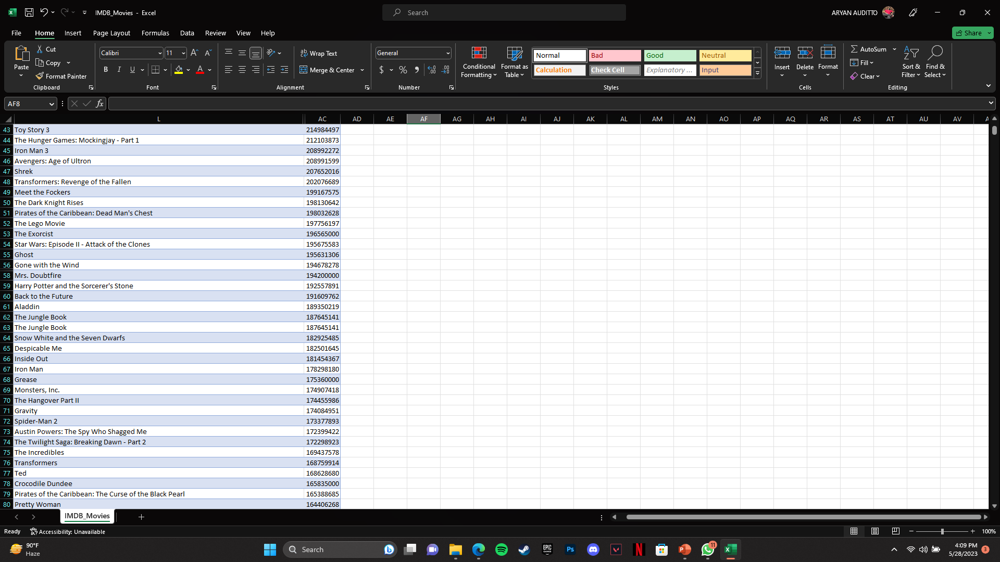 IMDB_Movies - Excel
Search
ARYAN AUDITTO
File Home Insert Page Layout Formulas Data Review View Help
Share
Paste
Cut
Copy
Format Painter
Clipboard
Calibri 11
B I U
Font
Wrap Text
Merge & Center
Alignment
General
$ % ,
Number
Conditional Formatting
Format as Table
Normal Bad Good Neutral
Calculation Check Cell Explanatory ... Input
Styles
Insert Delete Format
Cells
AutoSum
Fill
Clear
Sort & Filter
Find & Select
Editing
AF8
fx
L AC AD AE AF AG AH AI AJ AK AL AM AN AO AP AQ AR AS AT AU AV
43 Toy Story 3 214984497
44 The Hunger Games: Mockingjay - Part 1 212103873
45 Iron Man 3 208992272
46 Avengers: Age of Ultron 208991599
47 Shrek 207652016
48 Transformers: Revenge of the Fallen 202076689
49 Meet the Fockers 199167575
50 The Dark Knight Rises 198130642
51 Pirates of the Caribbean: Dead Man's Chest 198032628
52 The Lego Movie 197756197
53 The Exorcist 196565000
54 Star Wars: Episode II - Attack of the Clones 195675583
55 Ghost 195631306
56 Gone with the Wind 194678278
58 Mrs. Doubtfire 194200000
59 Harry Potter and the Sorcerer's Stone 192557891
60 Back to the Future 191609762
61 Aladdin 189350219
62 The Jungle Book 187645141
63 The Jungle Book 187645141
64 Snow White and the Seven Dwarfs 182925485
65 Despicable Me 182501645
66 Inside Out 181454367
67 Iron Man 178298180
68 Grease 175360000
69 Monsters, Inc. 174907418
70 The Hangover Part II 174455986
71 Gravity 174084951
72 Spider-Man 2 173377893
73 Austin Powers: The Spy Who Shagged Me 172399422
74 The Twilight Saga: Breaking Dawn - Part 2 172298923
75 The Incredibles 169437578
76 Transformers 168759914
77 Ted 168628680
78 Crocodile Dundee 165835000
79 Pirates of the Caribbean: The Curse of the Black Pearl 165388685
80 Pretty Woman 164406268
IMDB_Movies
Ready Accessibility: Unavailable 100%
90°F
Haze
Search
EPIC GAMES
Ps
11
4:09 PM
5/28/2023
3